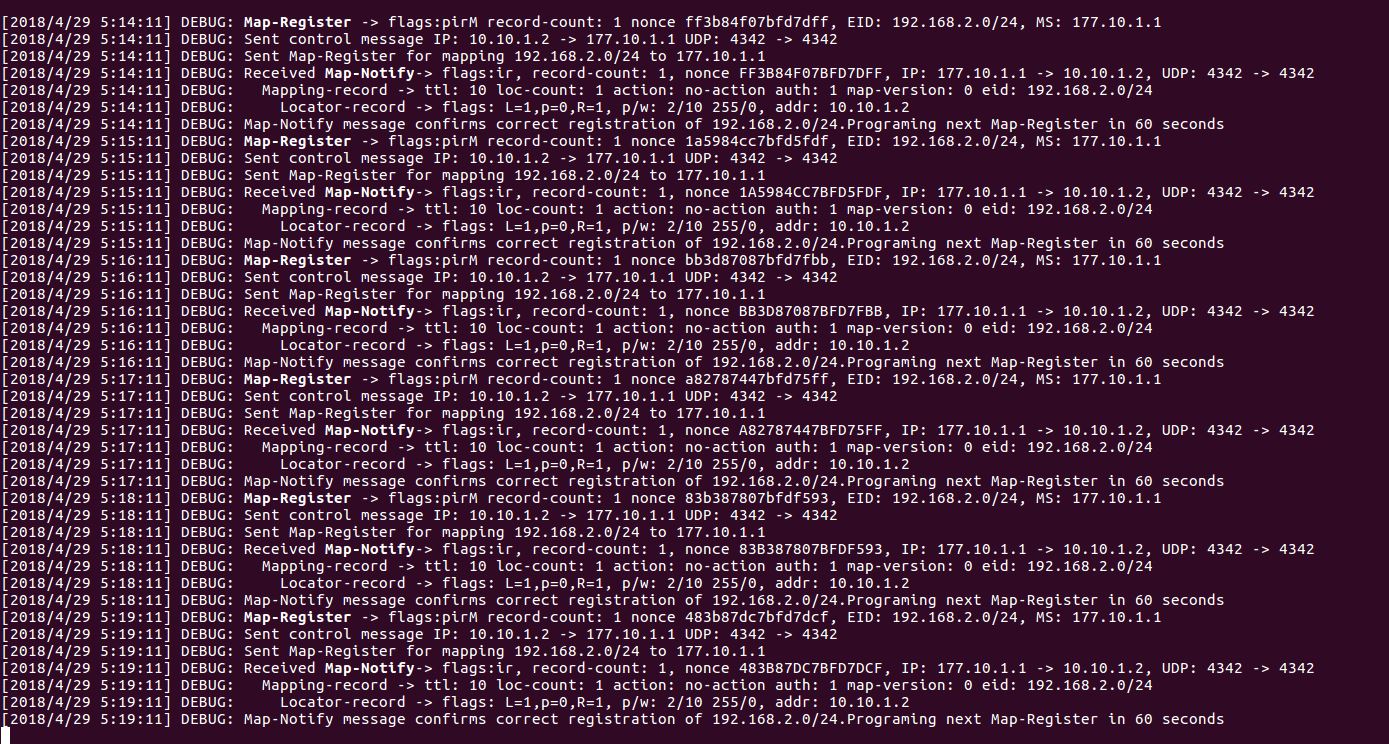 [2018/4/29 5:14:11] DEBUG: Map-Register -> flags:pirM record-count: 1 nonce ff3b84f07bfd7dff, EID: 192.168.2.0/24, MS: 177.10.1.1
[2018/4/29 5:14:11] DEBUG: Sent control message IP: 10.10.1.2 -> 177.10.1.1 UDP: 4342 -> 4342
[2018/4/29 5:14:11] DEBUG: Sent Map-Register for mapping 192.168.2.0/24 to 177.10.1.1
[2018/4/29 5:14:11] DEBUG: Received Map-Notify-> flags:ir, record-count: 1, nonce FF3B84F07BFD7DFF, IP: 177.10.1.1 -> 10.10.1.2, UDP: 4342 -> 4342
[2018/4/29 5:14:11] DEBUG:   Mapping-record -> ttl: 10 loc-count: 1 action: no-action auth: 1 map-version: 0 eid: 192.168.2.0/24
[2018/4/29 5:14:11] DEBUG:     Locator-record -> flags: L=1,p=0,R=1, p/w: 2/10 255/0, addr: 10.10.1.2
[2018/4/29 5:14:11] DEBUG: Map-Notify message confirms correct registration of 192.168.2.0/24.Programing next Map-Register in 60 seconds
[2018/4/29 5:15:11] DEBUG: Map-Register -> flags:pirM record-count: 1 nonce 1a5984cc7bfd5fdf, EID: 192.168.2.0/24, MS: 177.10.1.1
[2018/4/29 5:15:11] DEBUG: Sent control message IP: 10.10.1.2 -> 177.10.1.1 UDP: 4342 -> 4342
[2018/4/29 5:15:11] DEBUG: Sent Map-Register for mapping 192.168.2.0/24 to 177.10.1.1
[2018/4/29 5:15:11] DEBUG: Received Map-Notify-> flags:ir, record-count: 1, nonce 1A5984CC7BFD5FDF, IP: 177.10.1.1 -> 10.10.1.2, UDP: 4342 -> 4342
[2018/4/29 5:15:11] DEBUG:   Mapping-record -> ttl: 10 loc-count: 1 action: no-action auth: 1 map-version: 0 eid: 192.168.2.0/24
[2018/4/29 5:15:11] DEBUG:     Locator-record -> flags: L=1,p=0,R=1, p/w: 2/10 255/0, addr: 10.10.1.2
[2018/4/29 5:15:11] DEBUG: Map-Notify message confirms correct registration of 192.168.2.0/24.Programing next Map-Register in 60 seconds
[2018/4/29 5:16:11] DEBUG: Map-Register -> flags:pirM record-count: 1 nonce bb3d87087bfd7fbb, EID: 192.168.2.0/24, MS: 177.10.1.1
[2018/4/29 5:16:11] DEBUG: Sent control message IP: 10.10.1.2 -> 177.10.1.1 UDP: 4342 -> 4342
[2018/4/29 5:16:11] DEBUG: Sent Map-Register for mapping 192.168.2.0/24 to 177.10.1.1
[2018/4/29 5:16:11] DEBUG: Received Map-Notify-> flags:ir, record-count: 1, nonce BB3D87087BFD7FBB, IP: 177.10.1.1 -> 10.10.1.2, UDP: 4342 -> 4342
[2018/4/29 5:16:11] DEBUG:   Mapping-record -> ttl: 10 loc-count: 1 action: no-action auth: 1 map-version: 0 eid: 192.168.2.0/24
[2018/4/29 5:16:11] DEBUG:     Locator-record -> flags: L=1,p=0,R=1, p/w: 2/10 255/0, addr: 10.10.1.2
[2018/4/29 5:16:11] DEBUG: Map-Notify message confirms correct registration of 192.168.2.0/24.Programing next Map-Register in 60 seconds
[2018/4/29 5:17:11] DEBUG: Map-Register -> flags:pirM record-count: 1 nonce a82787447bfd75ff, EID: 192.168.2.0/24, MS: 177.10.1.1
[2018/4/29 5:17:11] DEBUG: Sent control message IP: 10.10.1.2 -> 177.10.1.1 UDP: 4342 -> 4342
[2018/4/29 5:17:11] DEBUG: Sent Map-Register for mapping 192.168.2.0/24 to 177.10.1.1
[2018/4/29 5:17:11] DEBUG: Received Map-Notify-> flags:ir, record-count: 1, nonce A82787447BFD75FF, IP: 177.10.1.1 -> 10.10.1.2, UDP: 4342 -> 4342
[2018/4/29 5:17:11] DEBUG:   Mapping-record -> ttl: 10 loc-count: 1 action: no-action auth: 1 map-version: 0 eid: 192.168.2.0/24
[2018/4/29 5:17:11] DEBUG:     Locator-record -> flags: L=1,p=0,R=1, p/w: 2/10 255/0, addr: 10.10.1.2
[2018/4/29 5:17:11] DEBUG: Map-Notify message confirms correct registration of 192.168.2.0/24.Programing next Map-Register in 60 seconds
[2018/4/29 5:18:11] DEBUG: Map-Register -> flags:pirM record-count: 1 nonce 83b387807bfdf593, EID: 192.168.2.0/24, MS: 177.10.1.1
[2018/4/29 5:18:11] DEBUG: Sent control message IP: 10.10.1.2 -> 177.10.1.1 UDP: 4342 -> 4342
[2018/4/29 5:18:11] DEBUG: Sent Map-Register for mapping 192.168.2.0/24 to 177.10.1.1
[2018/4/29 5:18:11] DEBUG: Received Map-Notify-> flags:ir, record-count: 1, nonce 83B387807BFDF593, IP: 177.10.1.1 -> 10.10.1.2, UDP: 4342 -> 4342
[2018/4/29 5:18:11] DEBUG:   Mapping-record -> ttl: 10 loc-count: 1 action: no-action auth: 1 map-version: 0 eid: 192.168.2.0/24
[2018/4/29 5:18:11] DEBUG:     Locator-record -> flags: L=1,p=0,R=1, p/w: 2/10 255/0, addr: 10.10.1.2
[2018/4/29 5:18:11] DEBUG: Map-Notify message confirms correct registration of 192.168.2.0/24.Programing next Map-Register in 60 seconds
[2018/4/29 5:19:11] DEBUG: Map-Register -> flags:pirM record-count: 1 nonce 483b87dc7bfd7dcf, EID: 192.168.2.0/24, MS: 177.10.1.1
[2018/4/29 5:19:11] DEBUG: Sent control message IP: 10.10.1.2 -> 177.10.1.1 UDP: 4342 -> 4342
[2018/4/29 5:19:11] DEBUG: Sent Map-Register for mapping 192.168.2.0/24 to 177.10.1.1
[2018/4/29 5:19:11] DEBUG: Received Map-Notify-> flags:ir, record-count: 1, nonce 483B87DC7BFD7DCF, IP: 177.10.1.1 -> 10.10.1.2, UDP: 4342 -> 4342
[2018/4/29 5:19:11] DEBUG:   Mapping-record -> ttl: 10 loc-count: 1 action: no-action auth: 1 map-version: 0 eid: 192.168.2.0/24
[2018/4/29 5:19:11] DEBUG:     Locator-record -> flags: L=1,p=0,R=1, p/w: 2/10 255/0, addr: 10.10.1.2
[2018/4/29 5:19:11] DEBUG: Map-Notify message confirms correct registration of 192.168.2.0/24.Programing next Map-Register in 60 seconds